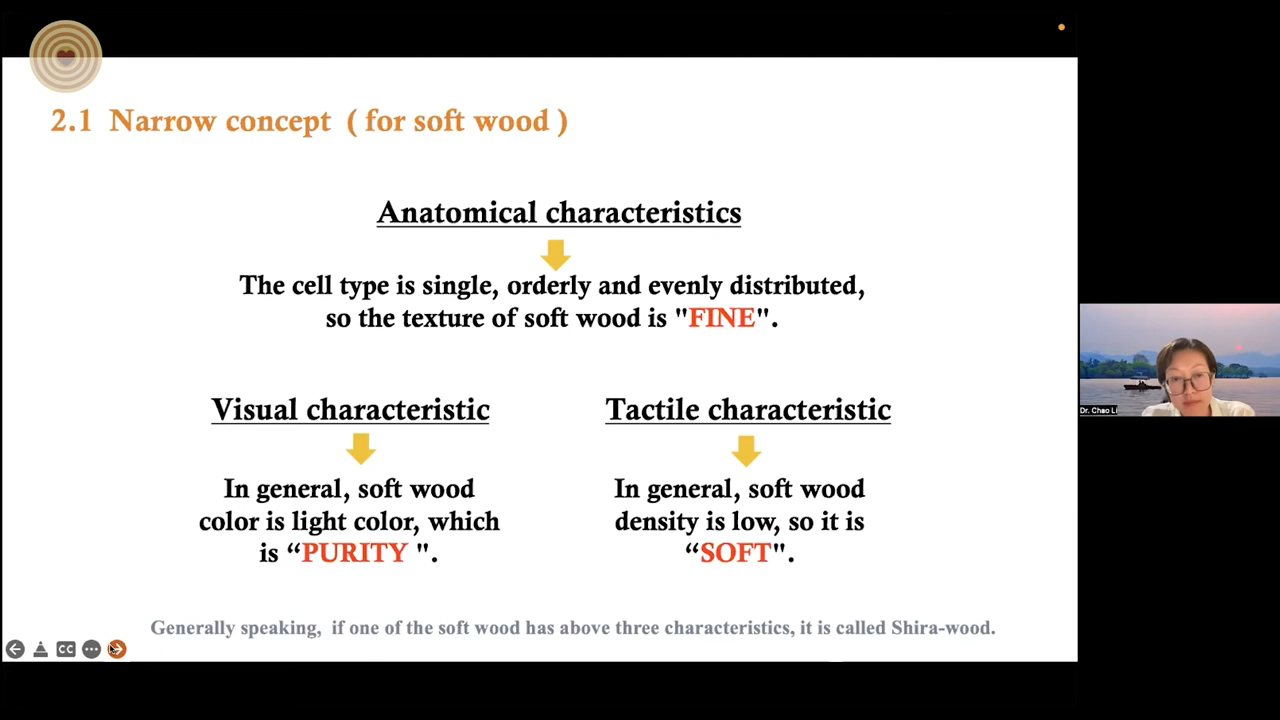 2.1 Narrow concept ( for soft wood )
Anatomical characteristics
The cell type is single, orderly and evenly distributed,
so the texture of soft wood is "FINE".
Visual characteristic
In general, soft wood
color is light color, which
is “PURITY ".
Tactile characteristic
In general, soft wood
density is low, so it is
“SOFT".
Generally speaking, if one of the soft wood has above three characteristics, it is called Shira-wood.
CC
Dr. Chao Li